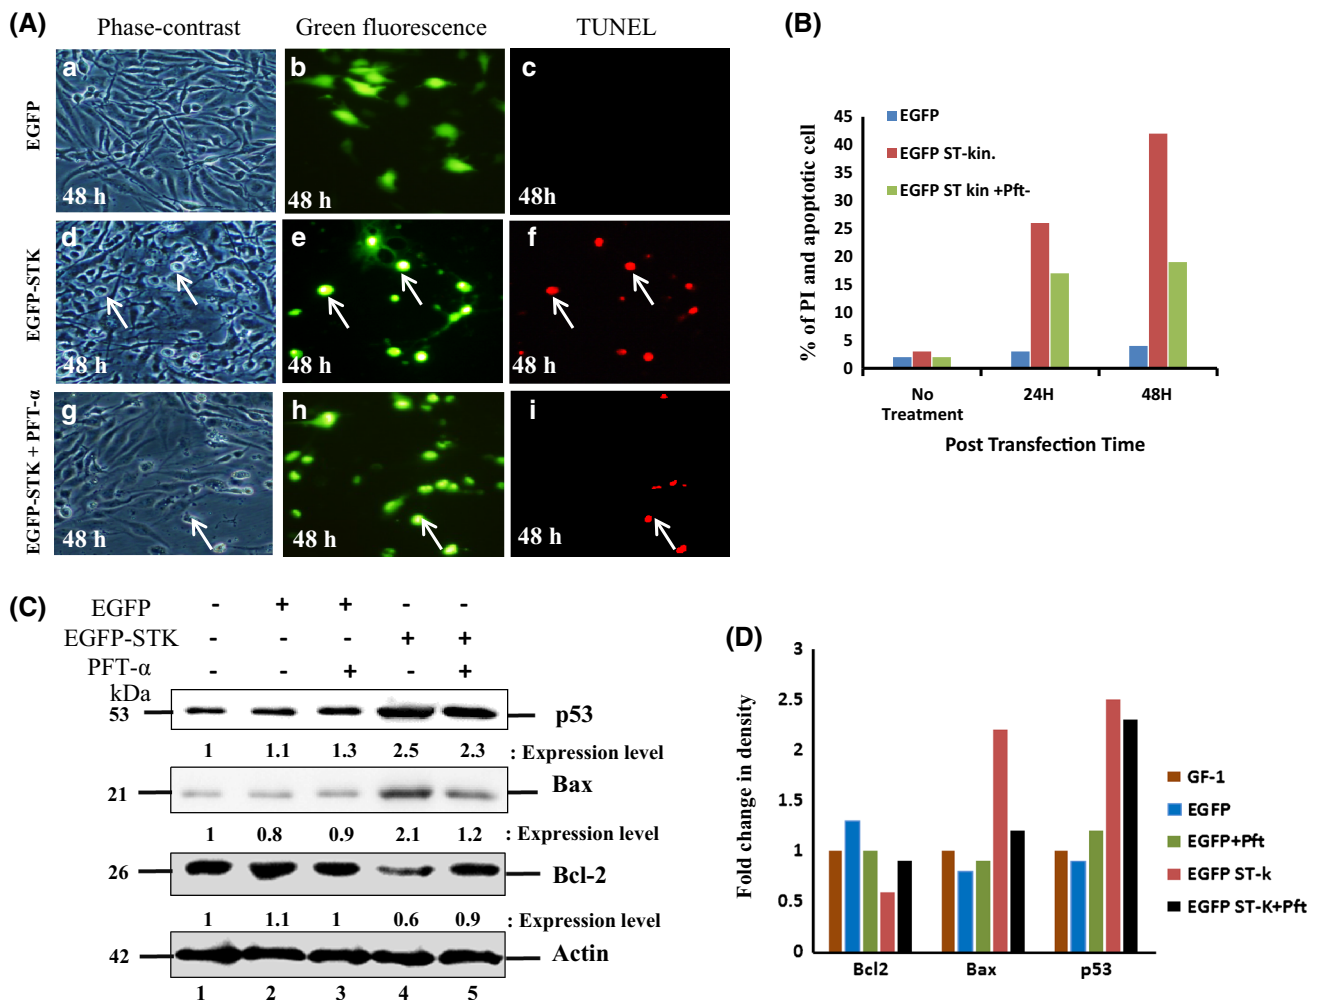 (A)
Phase-contrast Green fluorescence TUNEL
EGFP
a b c
48 h 48 h 48h
EGFP-STK
d e f
48 h 48 h 48 h
EGFP-STK + PFT-α
g h i
48 h 48 h 48 h
(B)
% of PI and apoptotic cell
45
40
35
30
25
20
15
10
5
0
EGFP
EGFP ST-kin.
EGFP ST kin +Pft-
No Treatment 24H 48H
Post Transfection Time
(C)
EGFP - + + - -
EGFP-STK - - - + +
PFT-α - - + - +
kDa
53 p53
1 1.1 1.3 2.5 2.3 : Expression level
21 Bax
1 0.8 0.9 2.1 1.2 : Expression level
26 Bcl-2
1 1.1 1 0.6 0.9 : Expression level
42 Actin
1 2 3 4 5
(D)
Fold change in density
3
2.5
2
1.5
1
0.5
0
Bcl2 Bax p53
GF-1
EGFP
EGFP+Pft
EGFP ST-k
EGFP ST-K+Pft